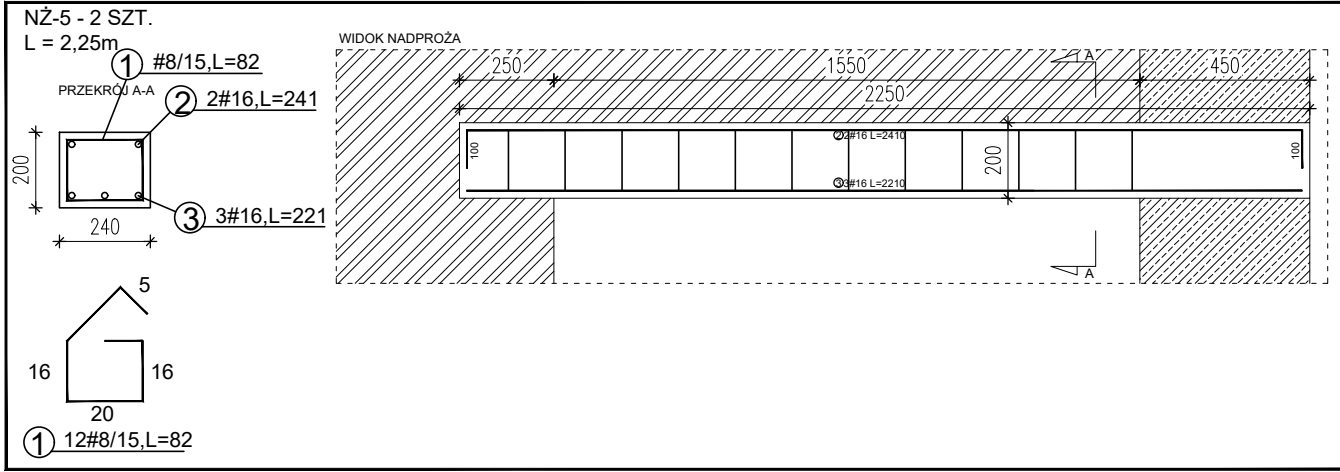 NŻ-5 - 2 SZT.
L = 2,25m
1 #8/15,L=82
PRZEKRÓJ A-A
2 2#16,L=241
200
240
3 3#16,L=221
5
16
16
20
1 12#8/15,L=82
WIDOK NADPROŻA
A
250
1550
450
2250
100
2 2#16 L=2410
200
100
3 3#16 L=2210
A